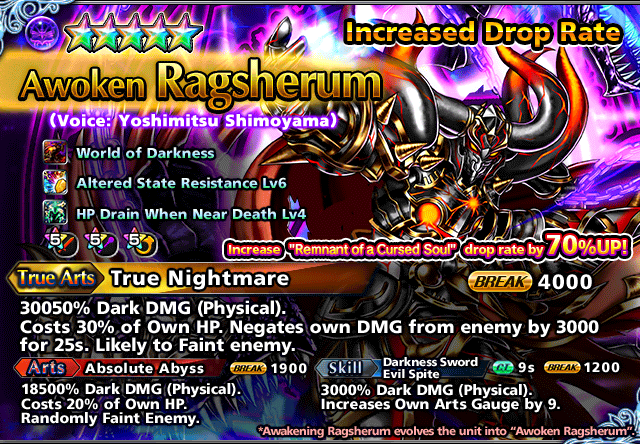 Increased Drop Rate
Awoken Ragsherum
(Voice: Yoshimitsu Shimoyama)
World of Darkness
Altered State Resistance Lv6
HP Drain When Near Death Lv4
5 5 5
Increase "Remnant of a Cursed Soul" drop rate by 70%UP!
True Arts True Nightmare BREAK 4000
30050% Dark DMG (Physical).
Costs 30% of Own HP. Negates own DMG from enemy by 3000
for 25s. Likely to Faint enemy.
Arts Absolute Abyss BREAK 1900
18500% Dark DMG (Physical).
Costs 20% of Own HP.
Randomly Faint Enemy.
Skill Darkness Sword
Evil Spite CT 9s BREAK 1200
3000% Dark DMG (Physical).
Increases Own Arts Gauge by 9.
*Awakening Ragsherum evolves the unit into "Awoken Ragsherum".